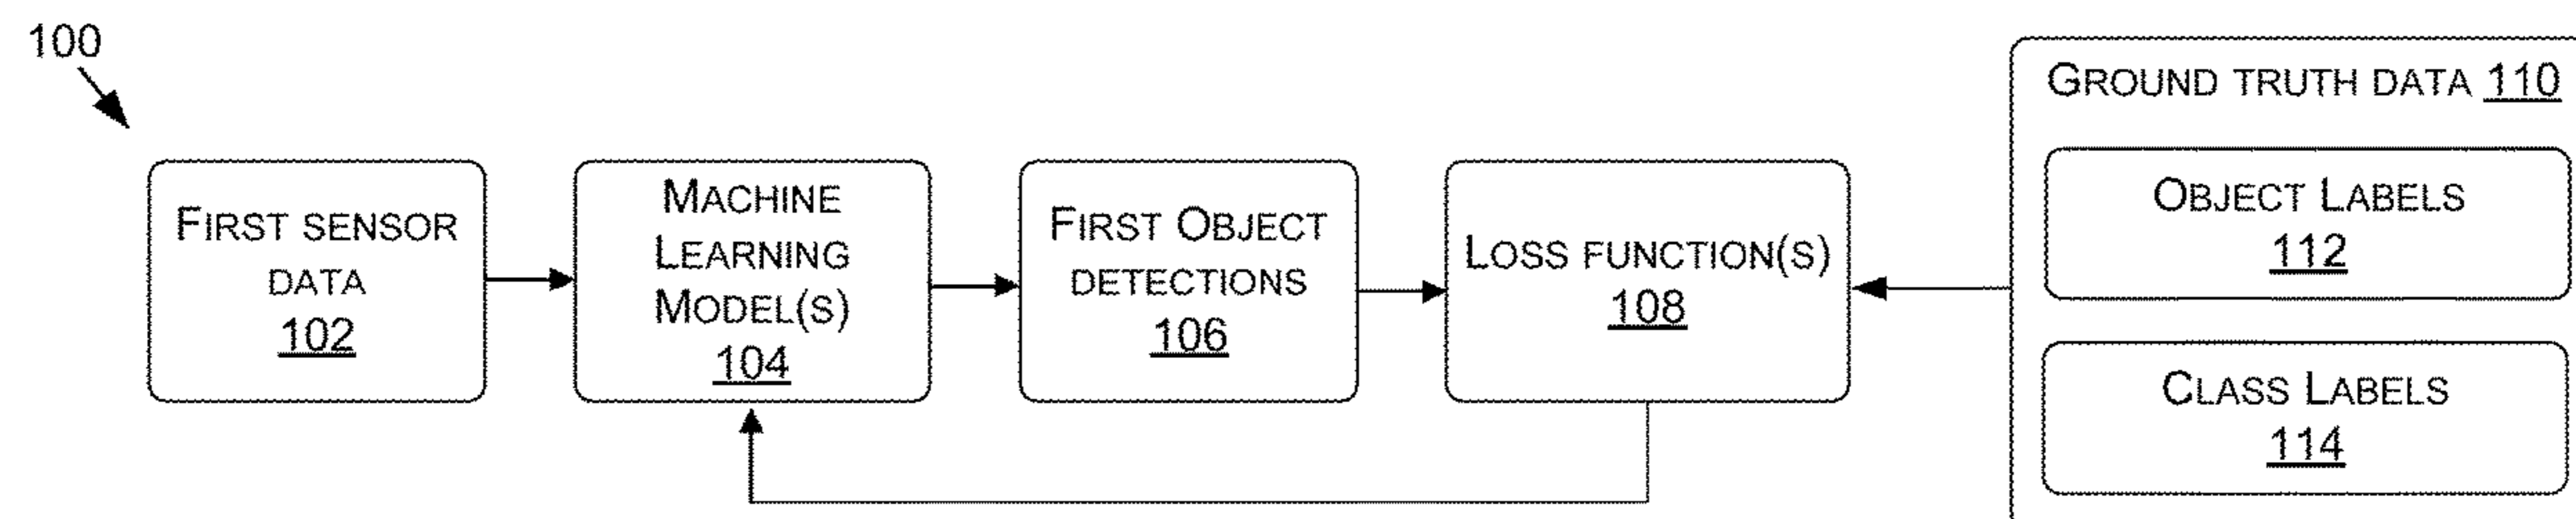 100
FIRST SENSOR
DATA
102
MACHINE
LEARNING
MODEL(S)
104
FIRST OBJECT
DETECTIONS
106
LOSS FUNCTION(S)
108
GROUND TRUTH DATA 110
OBJECT LABELS
112
CLASS LABELS
114